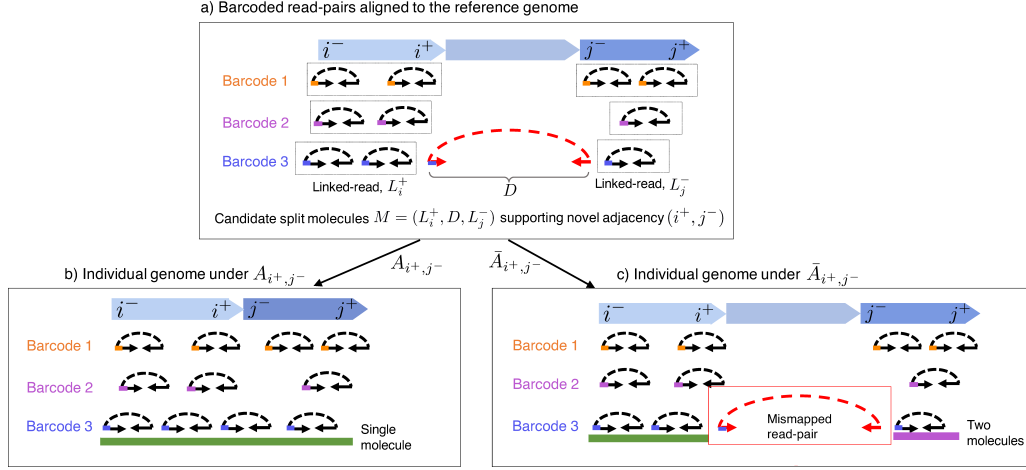 a) Barcoded read-pairs aligned to the reference genome
i⁻ i⁺ j⁻ j⁺
Barcode 1
Barcode 2
Barcode 3
Linked-read, L_i^+
D
Linked-read, L_j^-
Candidate split molecules M = (L_i^+, D, L_j^-) supporting novel adjacency (i⁺, j⁻)
A_{i⁺,j⁻}
Ā_{i⁺,j⁻}
b) Individual genome under A_{i⁺,j⁻}
i⁻ i⁺ j⁻ j⁺
Barcode 1
Barcode 2
Barcode 3
Single
molecule
c) Individual genome under Ā_{i⁺,j⁻}
i⁻ i⁺ j⁻ j⁺
Barcode 1
Barcode 2
Barcode 3
Mismapped
read-pair
Two
molecules